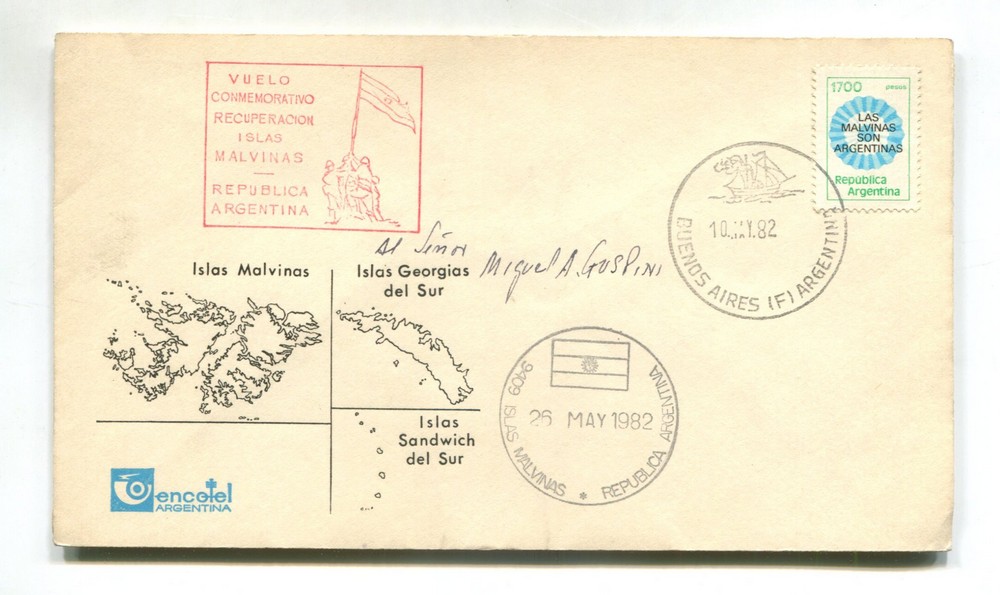 VUELO
CONMEMORATIVO
RECUPERACION
ISLAS
MALVINAS
—
REPUBLICA
ARGENTINA
1700 pesos
LAS
MALVINAS
SON
ARGENTINAS
República
Argentina
10.MY.82
BUENOS AIRES (F) ARGENTINA
Al Señor Miguel A. Guspini
Islas Malvinas
Islas Georgias
del Sur
Islas
Sandwich
del Sur
26 MAY 1982
9409 ISLAS MALVINAS * REPUBLICA ARGENTINA
encotel
ARGENTINA